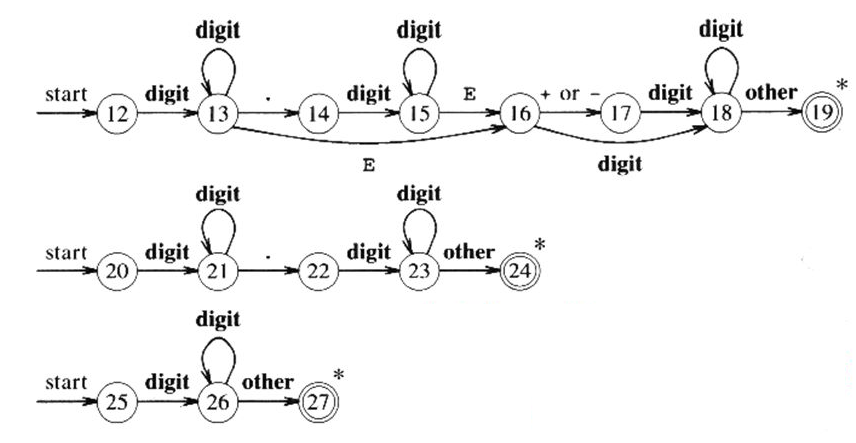 digit digit digit
start digit . digit E + or - digit other *
12 13 14 15 16 17 18 19
E digit
digit digit
start digit . digit other *
20 21 22 23 24
digit
start digit other *
25 26 27